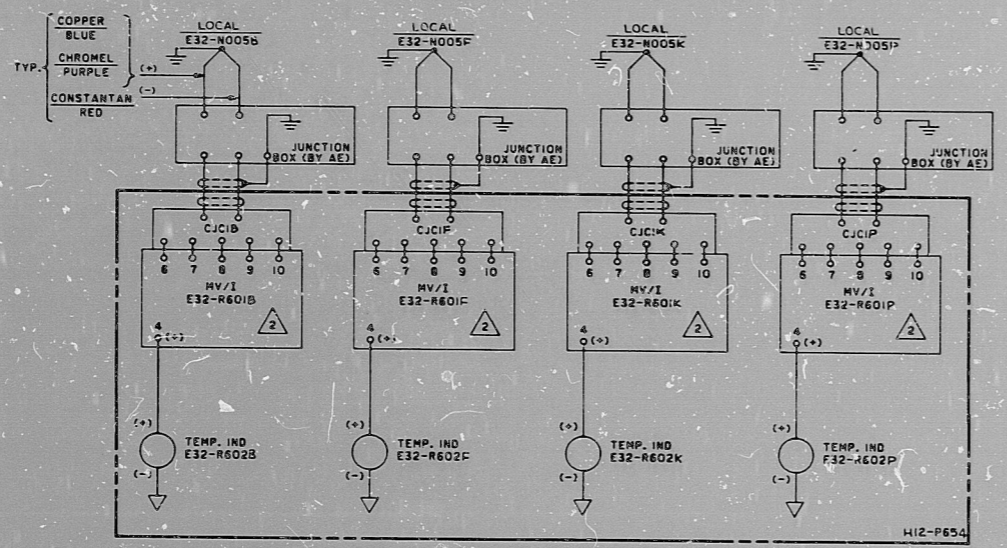 COPPER
BLUE
CHROMEL
PURPLE
CONSTANTAN
RED
TYP.
(+)
(-)
LOCAL
E32-N005B
JUNCTION
BOX (BY AE)
CJC1B
6 7 8 9 10
MV/I
E32-R601B
2
4
(+)
(+)
TEMP. IND
E32-R602B
(-)
LOCAL
E32-N005F
JUNCTION
BOX (BY AE)
CJC1F
6 7 8 9 10
MV/I
E32-R601F
2
4
(+)
(+)
TEMP. IND
E32-R602F
(-)
LOCAL
E32-N005K
JUNCTION
BOX (BY AE)
CJC1K
6 7 8 9 10
MV/I
E32-R601K
2
4
(+)
(+)
TEMP. IND
E32-R602K
(-)
LOCAL
E32-N005P
JUNCTION
BOX (BY AE)
CJC1P
6 7 8 9 10
MV/I
E32-R601P
2
4
(+)
(+)
TEMP. IND
E32-R602P
(-)
H12-P654